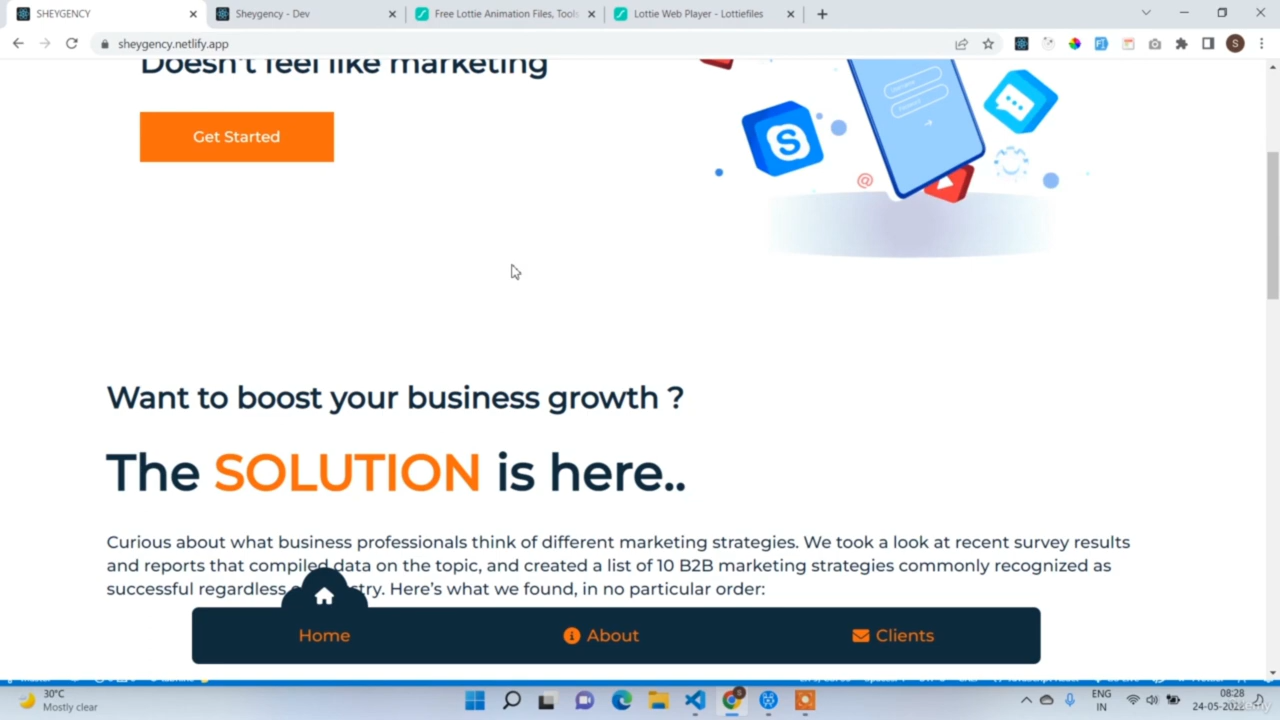 SHEYGENCY
Sheygency - Dev
Free Lottie Animation Files, Tools
Lottie Web Player - Lottiefiles
sheygency.netlify.app
S
Doesn't feel like marketing
Get Started
Want to boost your business growth ?
The SOLUTION is here..
Curious about what business professionals think of different marketing strategies. We took a look at recent survey results
and reports that compiled data on the topic, and created a list of 10 B2B marketing strategies commonly recognized as
successful regardless try. Here's what we found, in no particular order:
Home
About
Clients
30°C
Mostly clear
ENG
IN
08:28
24-05-2022